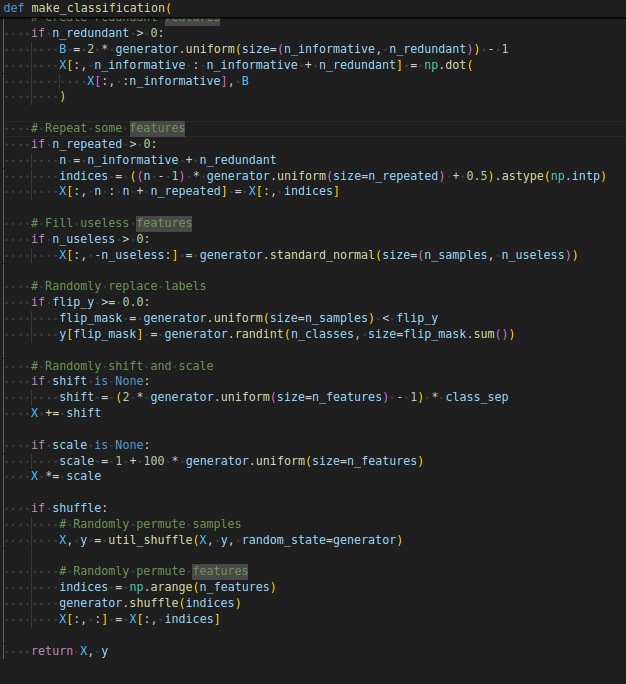 def make_classification(
    # Create redundant features
    if n_redundant > 0:
        B = 2 * generator.uniform(size=(n_informative, n_redundant)) - 1
        X[:, n_informative : n_informative + n_redundant] = np.dot(
            X[:, :n_informative], B
        )

    # Repeat some features
    if n_repeated > 0:
        n = n_informative + n_redundant
        indices = ((n - 1) * generator.uniform(size=n_repeated) + 0.5).astype(np.intp)
        X[:, n : n + n_repeated] = X[:, indices]

    # Fill useless features
    if n_useless > 0:
        X[:, -n_useless:] = generator.standard_normal(size=(n_samples, n_useless))

    # Randomly replace labels
    if flip_y >= 0.0:
        flip_mask = generator.uniform(size=n_samples) < flip_y
        y[flip_mask] = generator.randint(n_classes, size=flip_mask.sum())

    # Randomly shift and scale
    if shift is None:
        shift = (2 * generator.uniform(size=n_features) - 1) * class_sep
    X += shift

    if scale is None:
        scale = 1 + 100 * generator.uniform(size=n_features)
    X *= scale

    if shuffle:
        # Randomly permute samples
        X, y = util_shuffle(X, y, random_state=generator)

        # Randomly permute features
        indices = np.arange(n_features)
        generator.shuffle(indices)
        X[:, :] = X[:, indices]

    return X, y